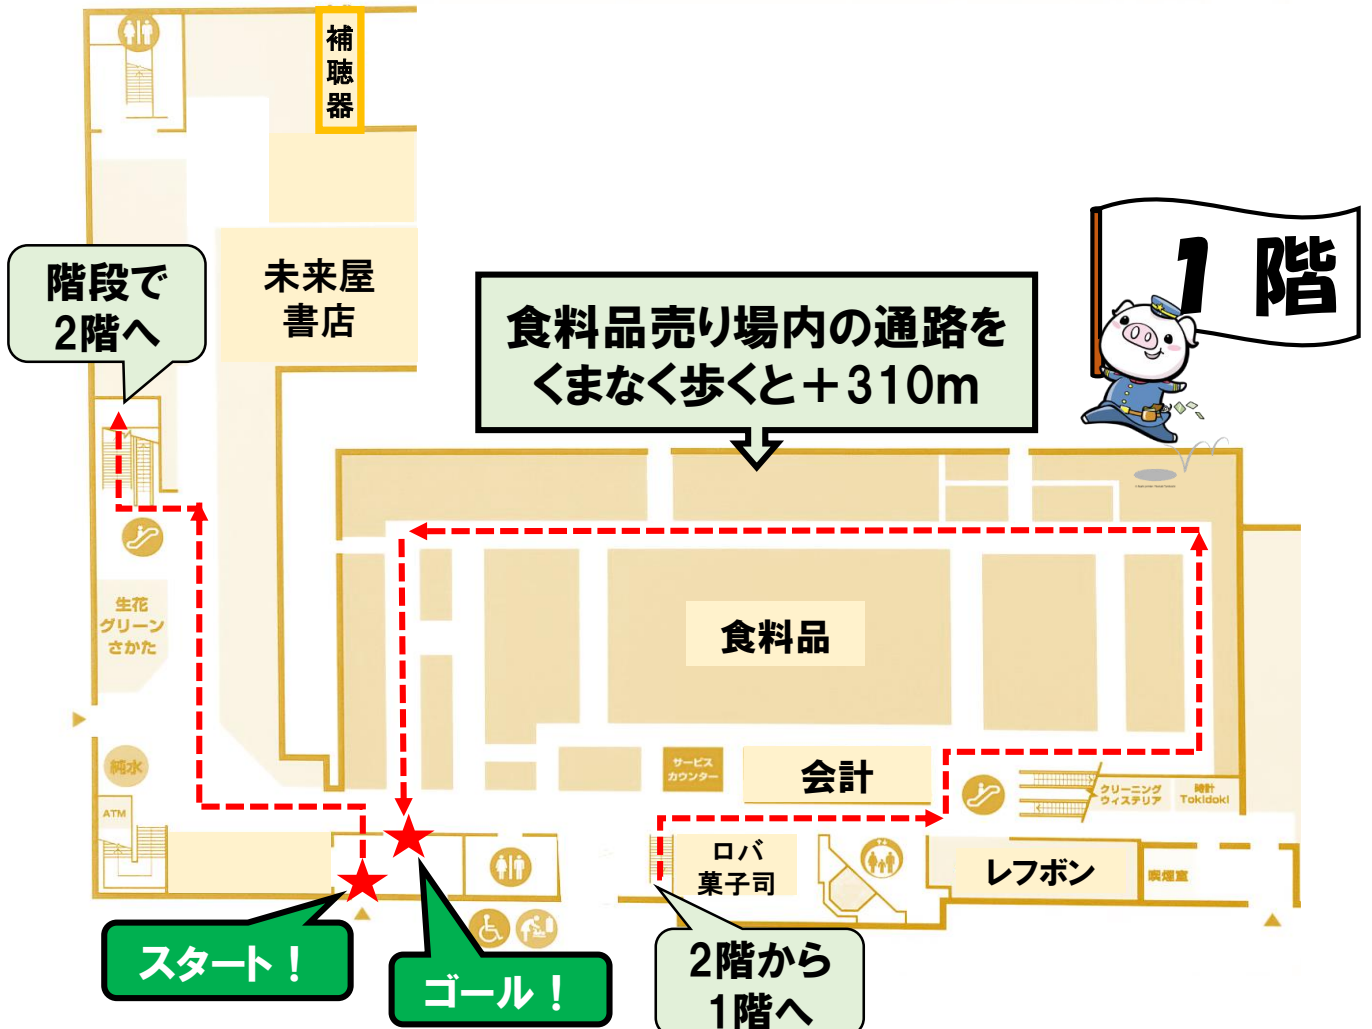 補
聴
器
1 階
階段で
2階へ
未来屋
書店
食料品売り場内の通路を
くまなく歩くと＋310m
生花
グリーン
さかた
食料品
純水
サービス
カウンター
会計
クリーニング
ウィステリア
時計
Tokidoki
ATM
ロバ
菓子司
レフボン
喫煙室
スタート！
ゴール！
2階から
1階へ